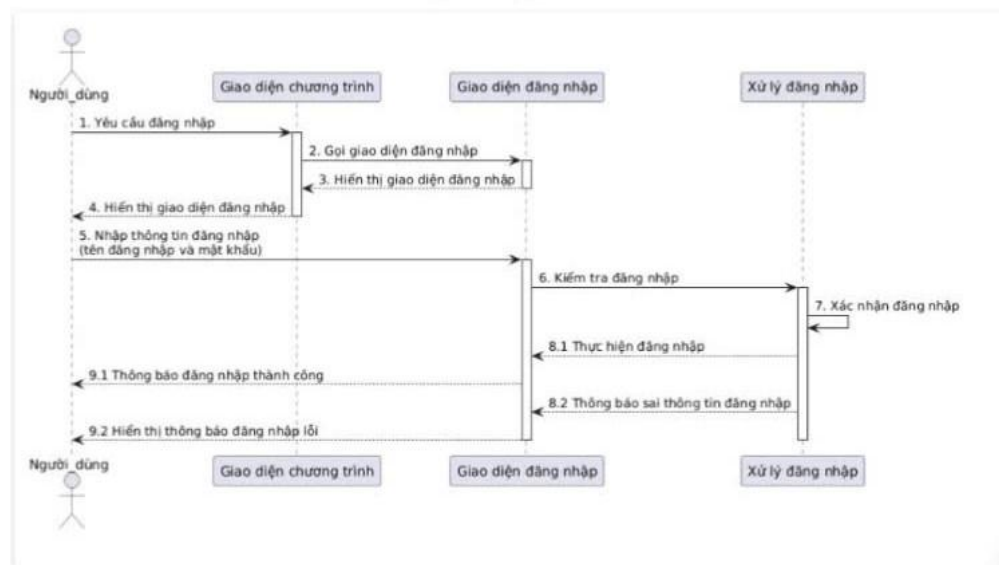 Người_dùng
Giao diện chương trình
Giao diện đăng nhập
Xử lý đăng nhập
1. Yêu cầu đăng nhập
2. Gọi giao diện đăng nhập
3. Hiển thị giao diện đăng nhập
4. Hiển thị giao diện đăng nhập
5. Nhập thông tin đăng nhập
(tên đăng nhập và mật khẩu)
6. Kiểm tra đăng nhập
7. Xác nhận đăng nhập
8.1 Thực hiện đăng nhập
9.1 Thông báo đăng nhập thành công
8.2 Thông báo sai thông tin đăng nhập
9.2 Hiển thị thông báo đăng nhập lỗi
Người_dùng
Giao diện chương trình
Giao diện đăng nhập
Xử lý đăng nhập